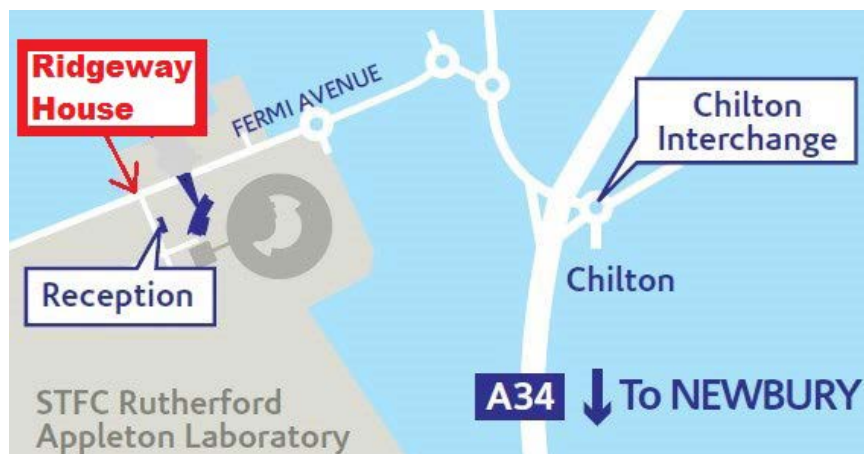 Ridgeway
House
FERMI AVENUE
Chilton
Interchange
Reception
Chilton
STFC Rutherford
Appleton Laboratory
A34 ↓ To NEWBURY